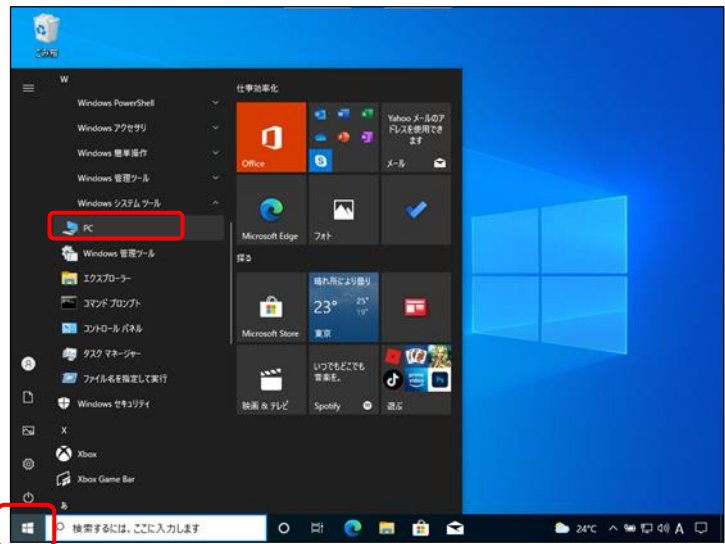 ごみ箱
W
Windows PowerShell
Windows アクセサリ
Windows 簡単操作
Windows 管理ツール
Windows システム ツール
PC
Windows 管理ツール
エクスプローラー
コマンド プロンプト
コントロール パネル
タスク マネージャー
ファイル名を指定して実行
Windows セキュリティ
X
Xbox
Xbox Game Bar
あ
仕事効率化
Office
Yahoo メールのア
ドレスを使用でき
ます
メール
Microsoft Edge
フォト
探る
Microsoft Store
晴れ所により曇り
23°
25°
19°
東京
映画 & テレビ
いつでもどこでも
音楽を。
Spotify
prime video
Ps
遊ぶ
検索するには、ここに入力します
24°C
A